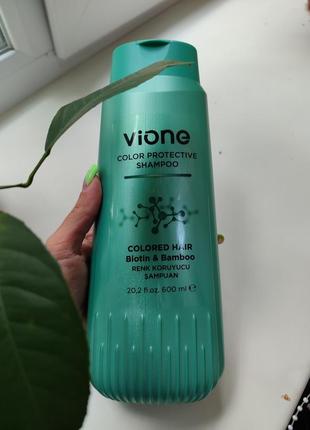 vione
COLOR PROTECTIVE
SHAMPOO
COLORED HAIR
Biotin & Bamboo
RENK KORUYUCU
ŞAMPUAN
20,2 fl.oz. 600 ml ℮